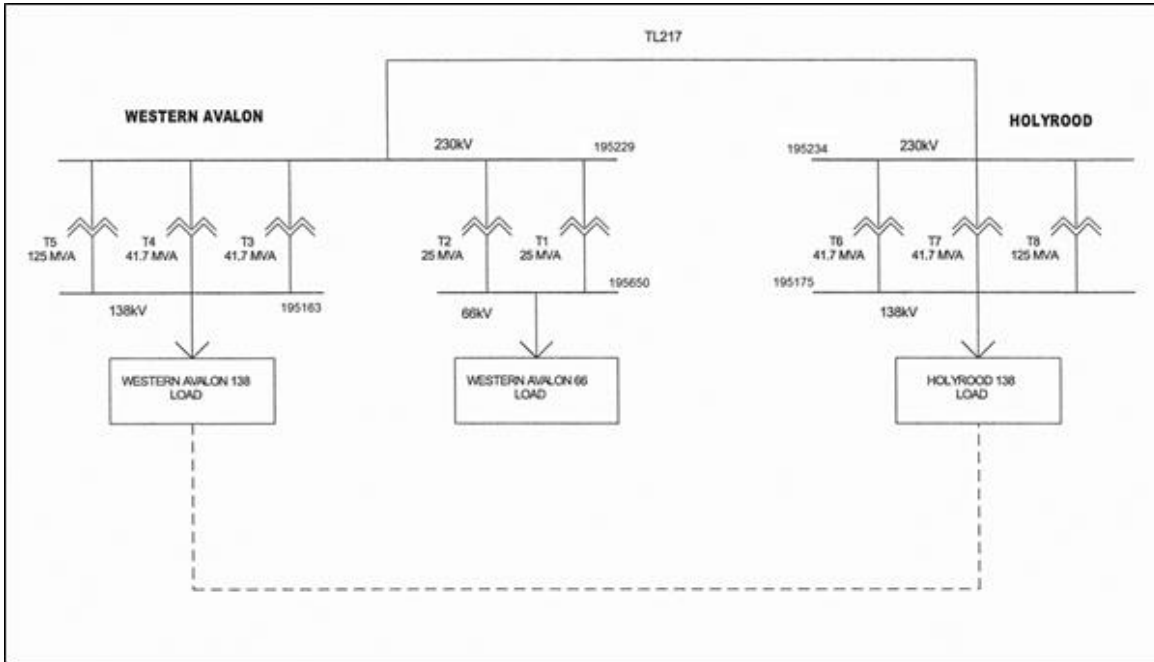 TL217
WESTERN AVALON
HOLYROOD
230kV
195229
195234
230kV
T5
125 MVA
T4
41.7 MVA
T3
41.7 MVA
T2
25 MVA
T1
25 MVA
T6
41.7 MVA
T7
41.7 MVA
T8
125 MVA
138kV
195163
66kV
195650
195175
138kV
WESTERN AVALON 138
LOAD
WESTERN AVALON 66
LOAD
HOLYROOD 138
LOAD